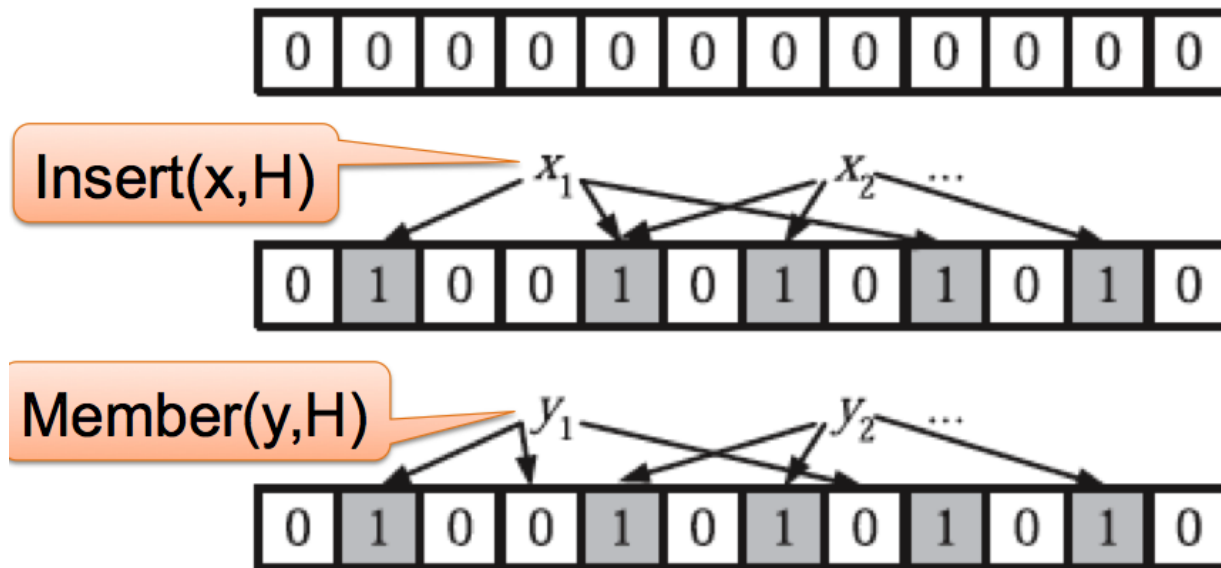 0 0 0 0 0 0 0 0 0 0 0 0
Insert(x,H)
x1 x2 ...
0 1 0 0 1 0 1 0 1 0 1 0
Member(y,H)
y1 y2 ...
0 1 0 0 1 0 1 0 1 0 1 0